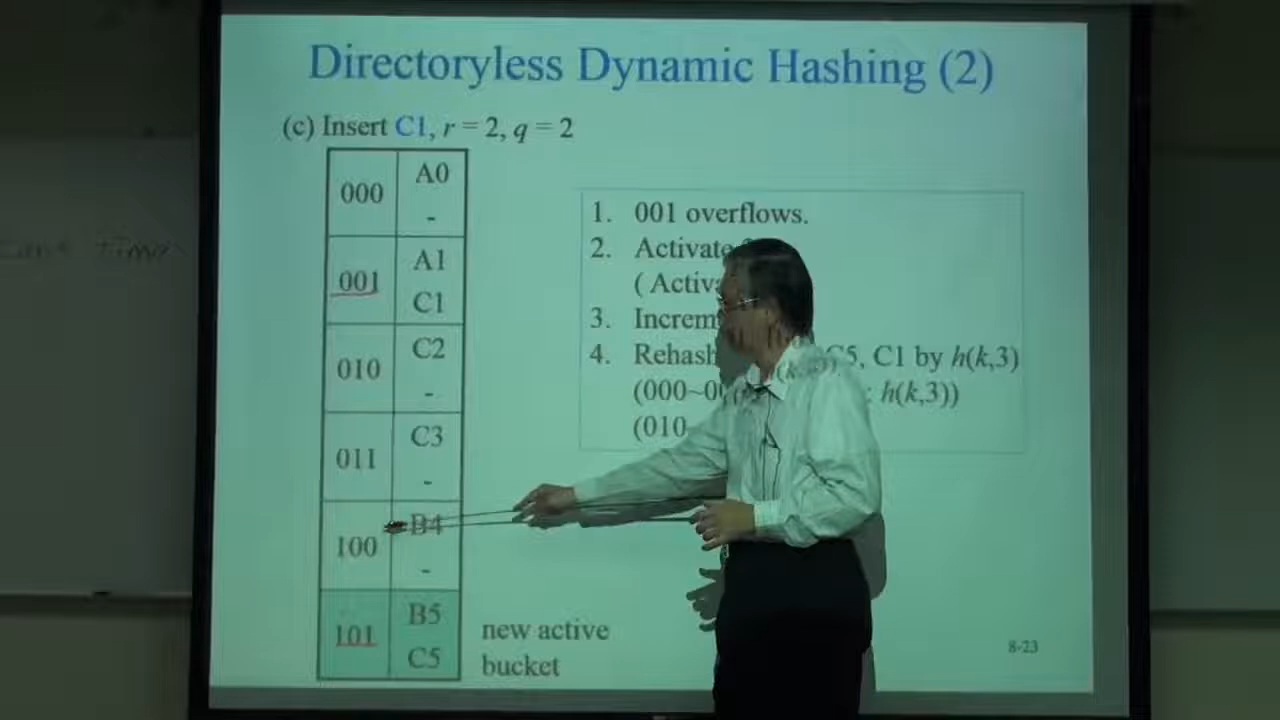 Directoryless Dynamic Hashing (2)
(c) Insert C1, r = 2, q = 2
000
A0
-
001
A1
C1
010
C2
-
011
C3
-
100
B4
-
101
B5
C5
new active
bucket
1. 001 overflows.
2. Activate
( Activa
3. Increm
4. Rehash C5, C1 by h(k,3)
(000~00 h(k,3))
(010
8-23
time